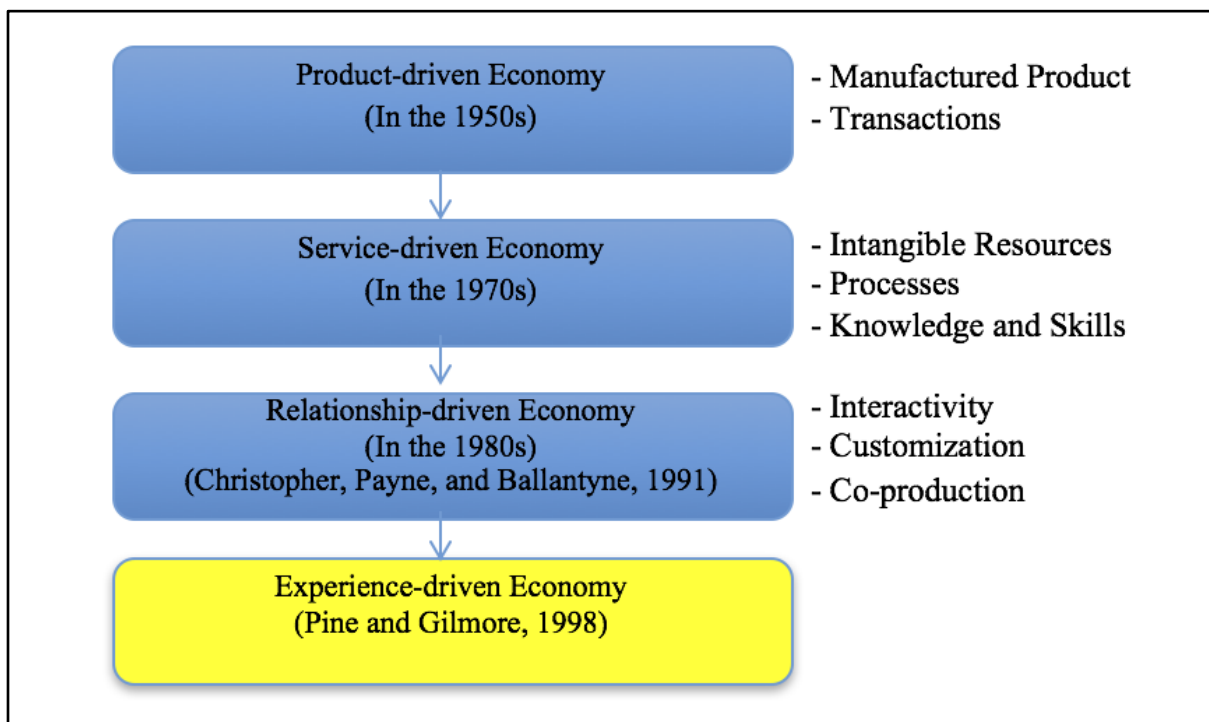 Product-driven Economy
(In the 1950s)
- Manufactured Product
- Transactions
Service-driven Economy
(In the 1970s)
- Intangible Resources
- Processes
- Knowledge and Skills
Relationship-driven Economy
(In the 1980s)
(Christopher, Payne, and Ballantyne, 1991)
- Interactivity
- Customization
- Co-production
Experience-driven Economy
(Pine and Gilmore, 1998)